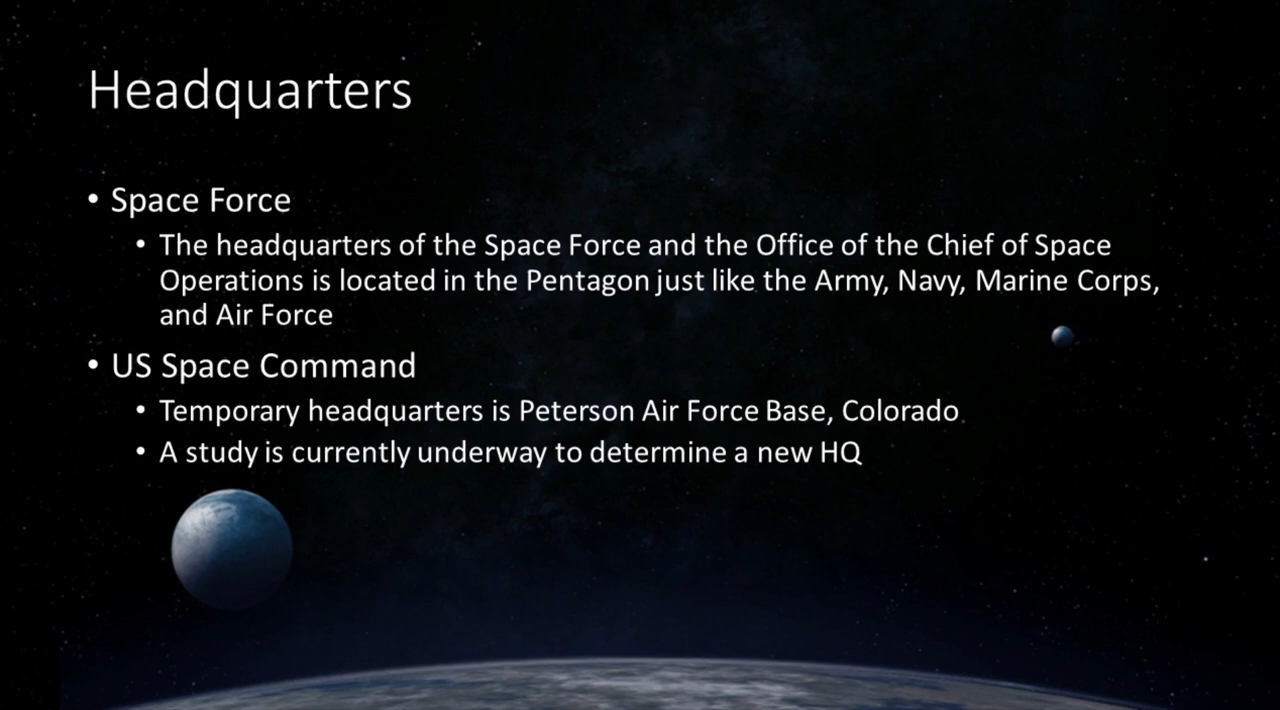 Headquarters
• Space Force
• The headquarters of the Space Force and the Office of the Chief of Space
Operations is located in the Pentagon just like the Army, Navy, Marine Corps,
and Air Force
• US Space Command
• Temporary headquarters is Peterson Air Force Base, Colorado
• A study is currently underway to determine a new HQ